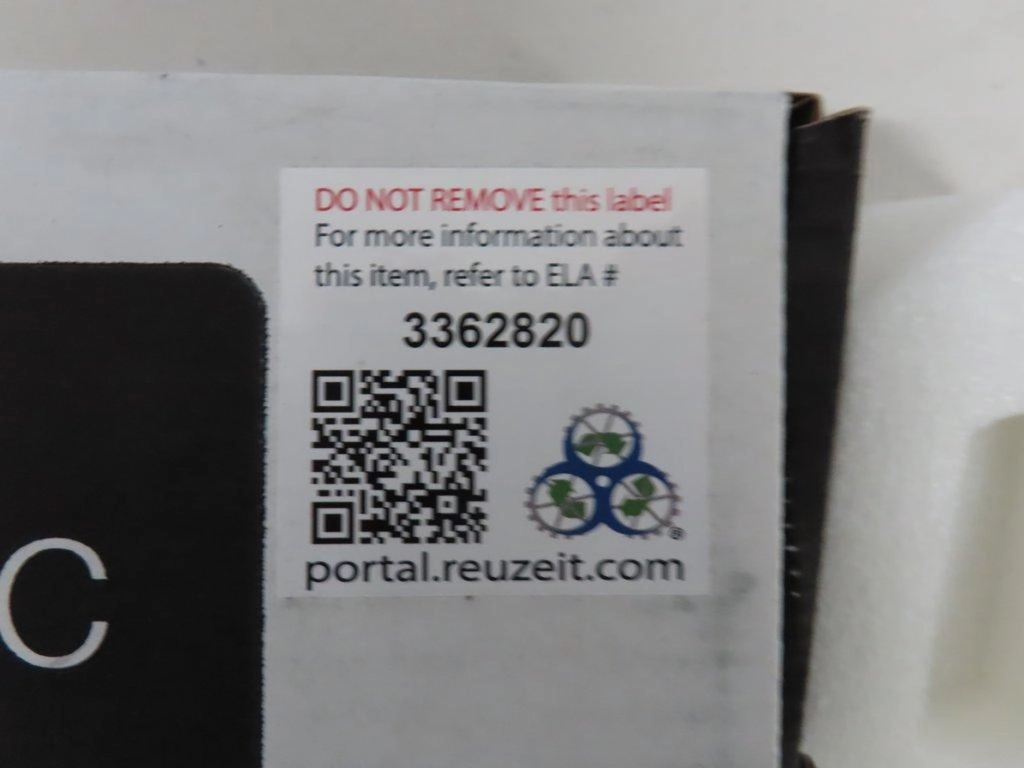 DO NOT REMOVE this label
For more information about
this item, refer to ELA #
3362820
®
portal.reuzeit.com
C